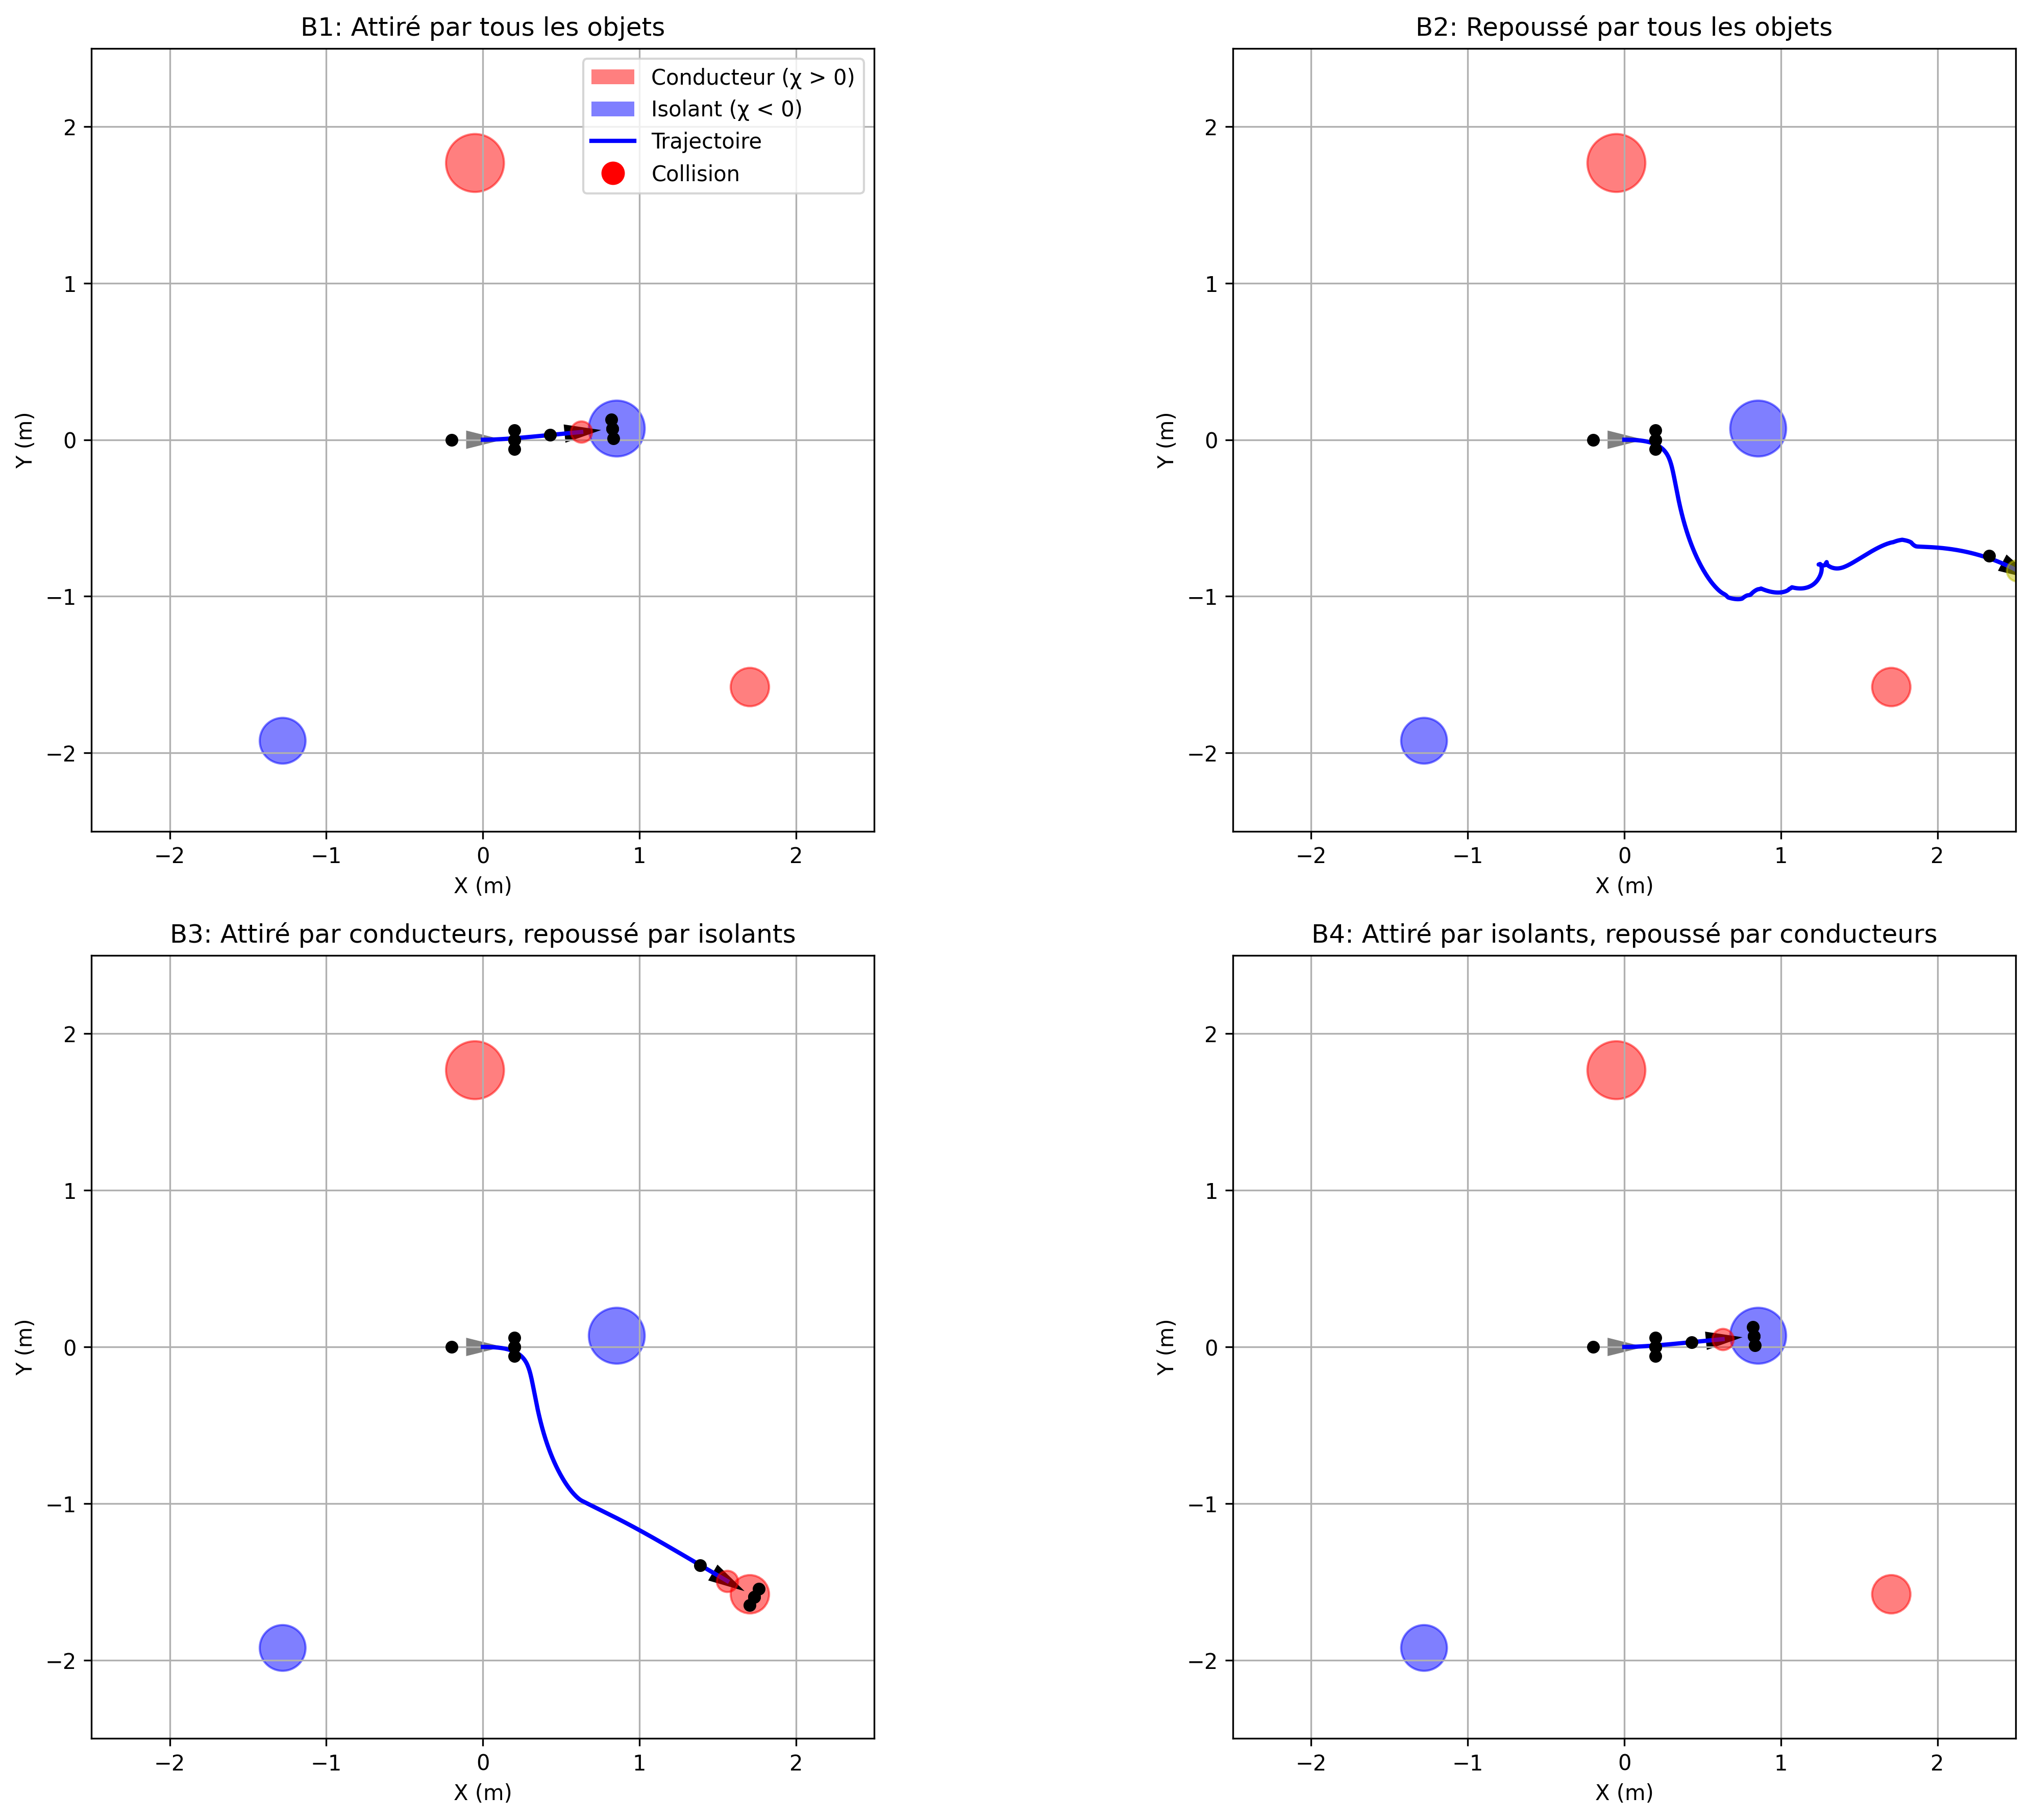 B1: Attiré par tous les objets
Conducteur (χ > 0)
Isolant (χ < 0)
Trajectoire
Collision
2
1
0
−1
−2
Y (m)
−2 −1 0 1 2
X (m)
B2: Repoussé par tous les objets
2
1
0
−1
−2
Y (m)
−2 −1 0 1 2
X (m)
B3: Attiré par conducteurs, repoussé par isolants
2
1
0
−1
−2
Y (m)
−2 −1 0 1 2
X (m)
B4: Attiré par isolants, repoussé par conducteurs
2
1
0
−1
−2
Y (m)
−2 −1 0 1 2
X (m)